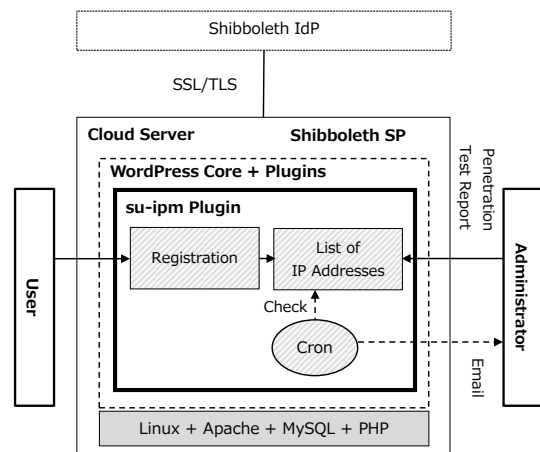 Shibboleth IdP
SSL/TLS
Cloud Server
Shibboleth SP
WordPress Core + Plugins
su-ipm Plugin
Registration
List of
IP Addresses
Check
Cron
Linux + Apache + MySQL + PHP
User
Penetration
Test Report
Administrator
Email